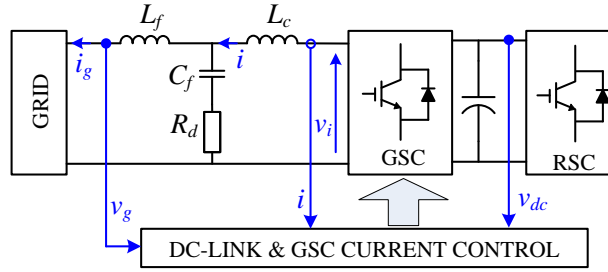 L_f
L_c
i_g
i
C_f
GRID
R_d
v_i
GSC
RSC
v_g
i
v_dc
DC-LINK & GSC CURRENT CONTROL